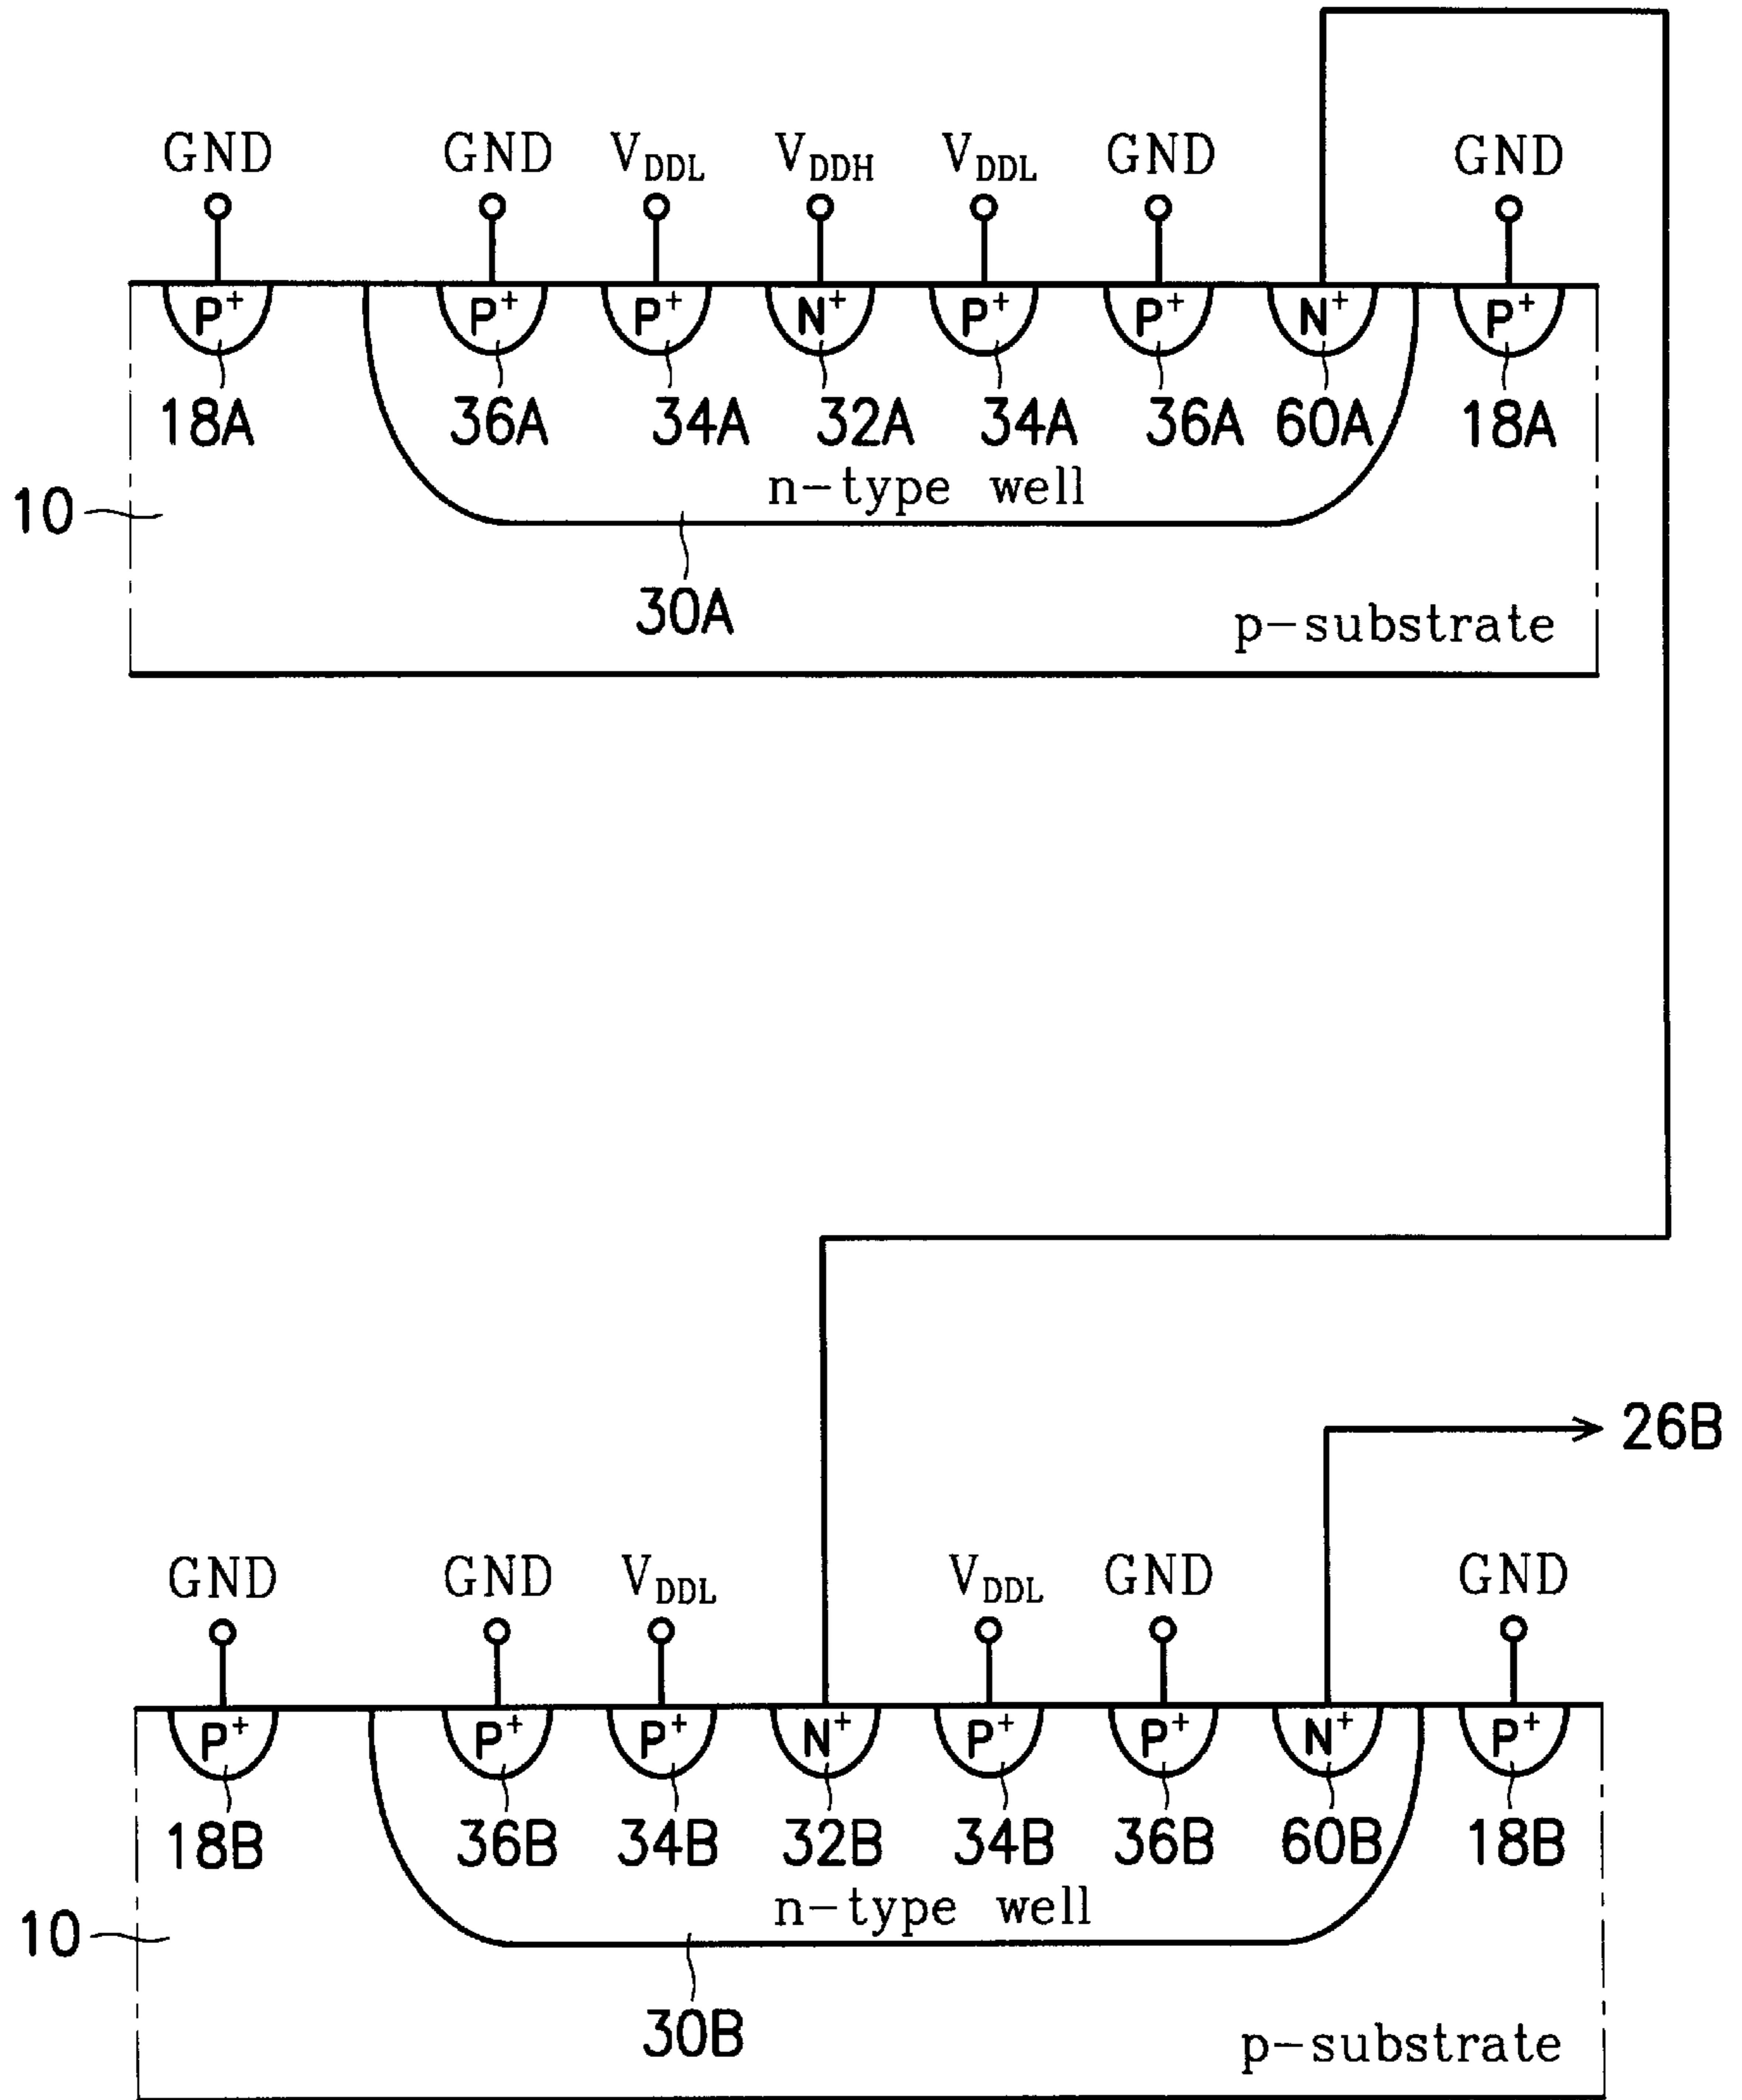 GND GND VDDL VDDH VDDL GND GND
P+ P+ P+ N+ P+ P+ N+ P+
18A 36A 34A 32A 34A 36A 60A 18A
n-type well
10
30A
p-substrate
26B
GND GND VDDL VDDL GND GND
P+ P+ P+ N+ P+ P+ N+ P+
18B 36B 34B 32B 34B 36B 60B 18B
n-type well
10
30B
p-substrate